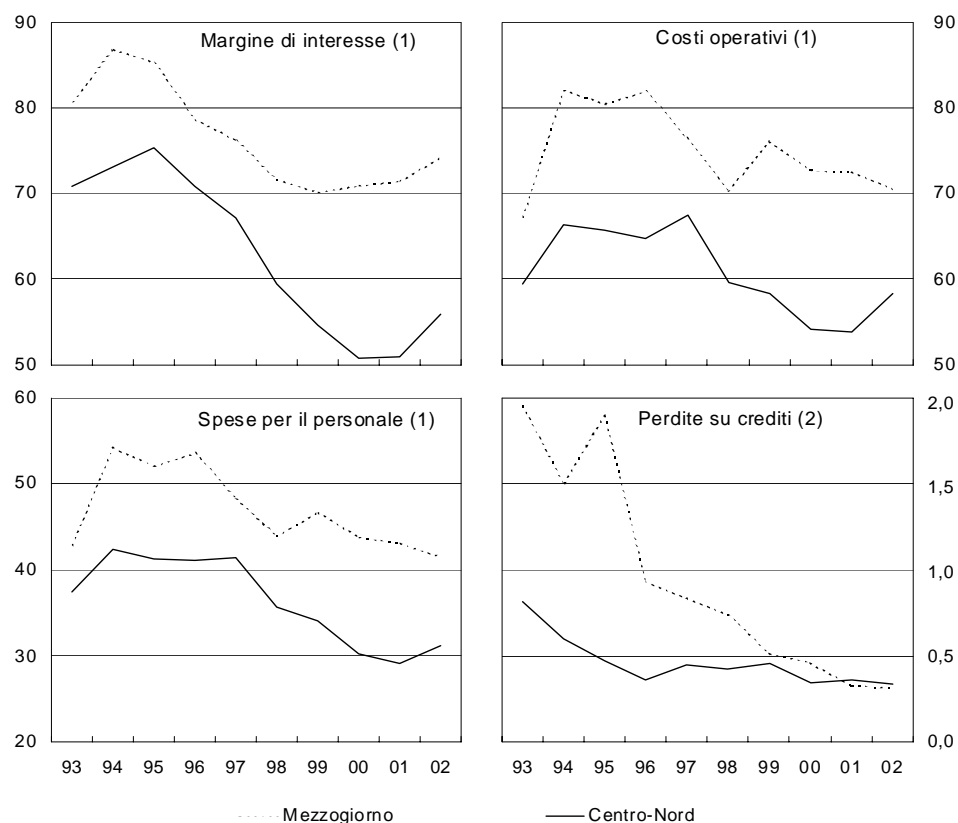 90
80
70
60
50
Margine di interesse (1)
Costi operativi (1)
90
80
70
60
50
60
50
40
30
20
Spese per il personale (1)
Perdite su crediti (2)
2,0
1,5
1,0
0,5
0,0
93 94 95 96 97 98 99 00 01 02
93 94 95 96 97 98 99 00 01 02
Mezzogiorno
Centro-Nord